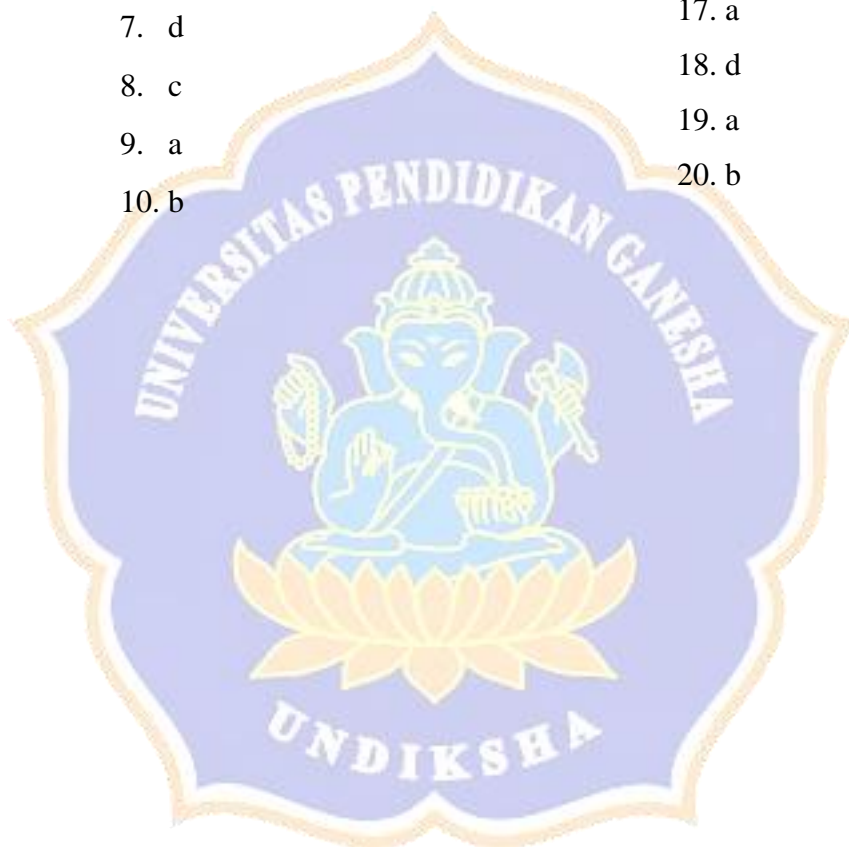 7. d
8. c
9. a
10. b
17. a
18. d
19. a
20. b
UNIVERSITAS PENDIDIKAN GANESHA
UNDIKSHA